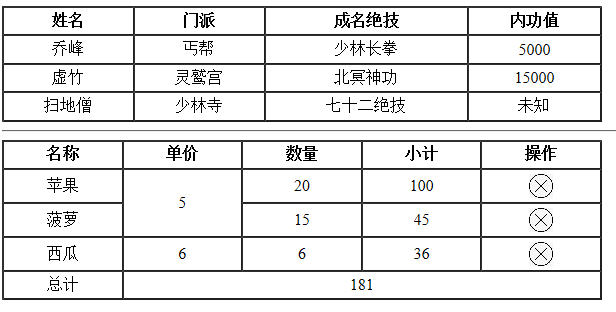 姓名 门派 成名绝技 内功值
乔峰 丐帮 少林长拳 5000
虚竹 灵鹫宫 北冥神功 15000
扫地僧 少林寺 七十二绝技 未知
名称 单价 数量 小计 操作
苹果 5 20 100
菠萝 15 45
西瓜 6 6 36
总计 181